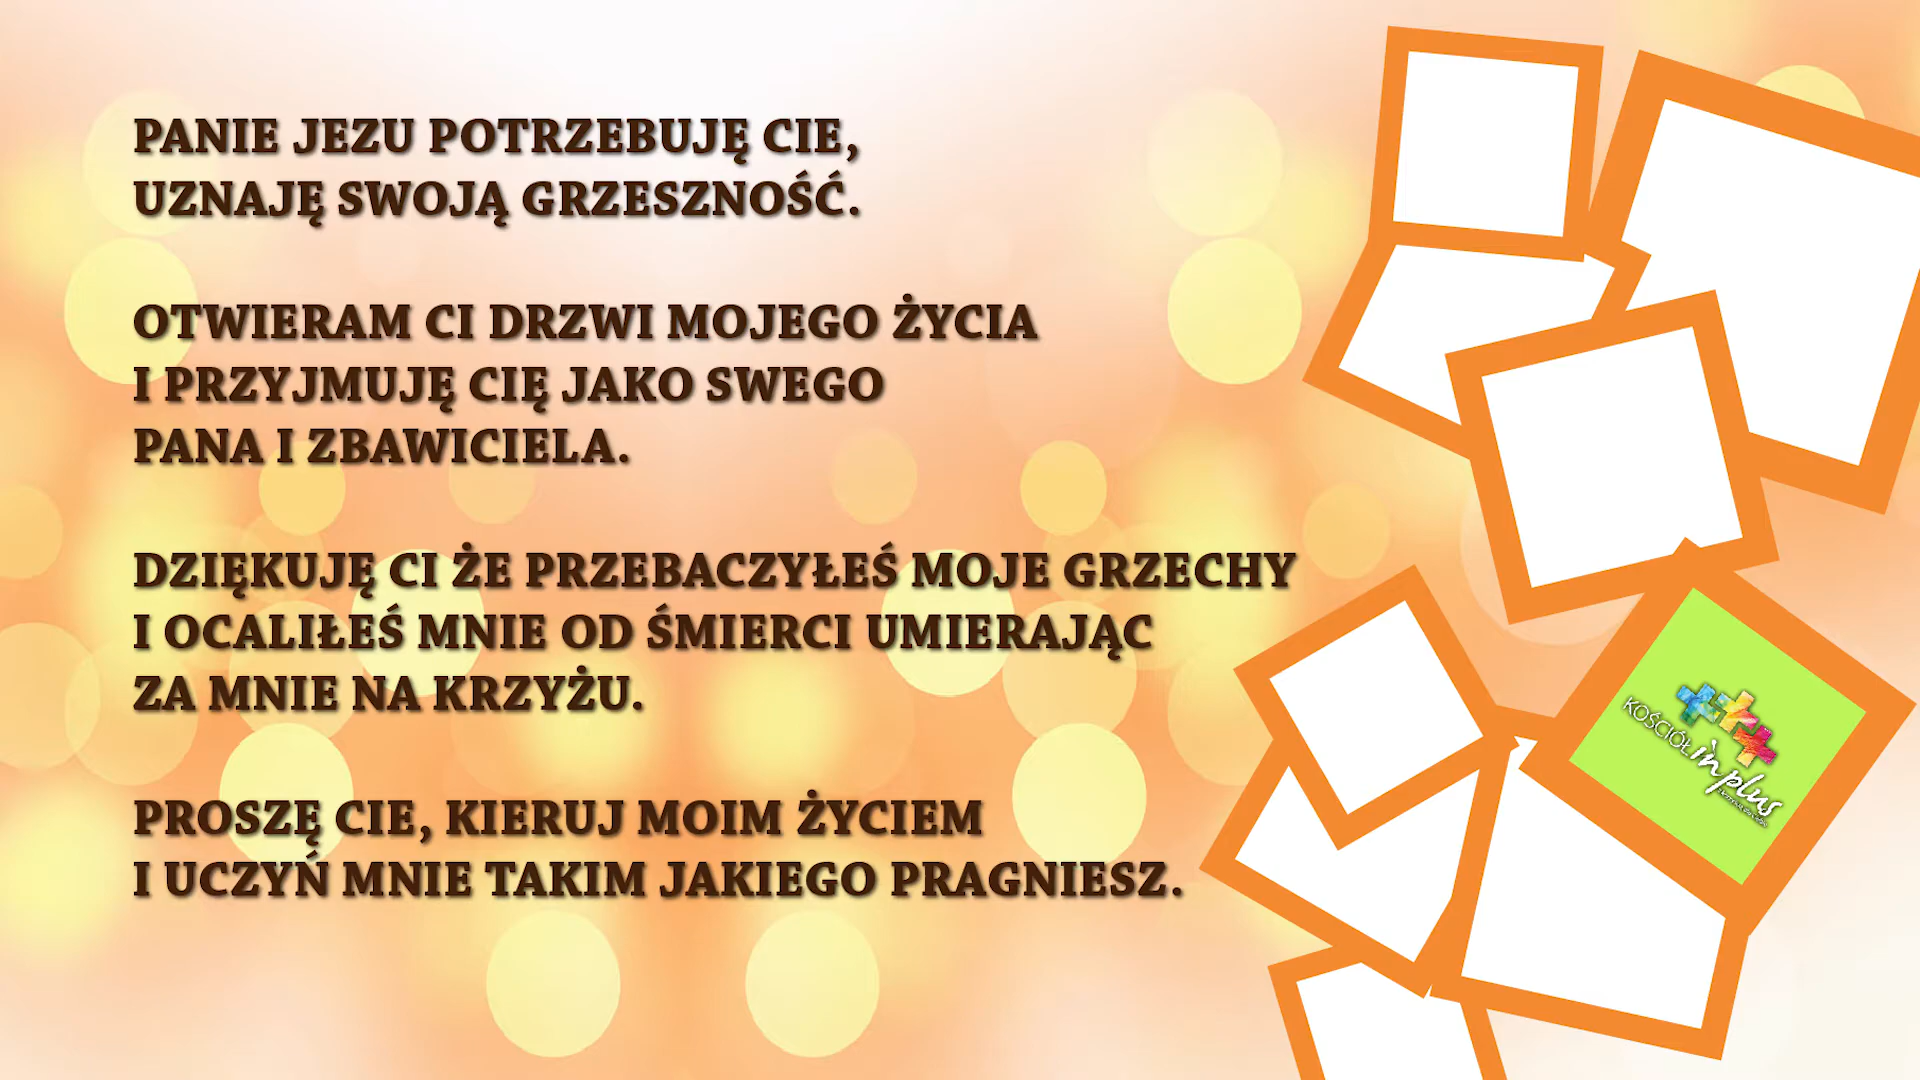 PANIE JEZU POTRZEBUJĘ CIE,
UZNAJĘ SWOJĄ GRZESZNOŚĆ.
OTWIERAM CI DRZWI MOJEGO ŻYCIA
I PRZYJMUJĘ CIĘ JAKO SWEGO
PANA I ZBAWICIELA.
DZIĘKUJĘ CI ŻE PRZEBACZYŁEŚ MOJE GRZECHY
I OCALIŁEŚ MNIE OD ŚMIERCI UMIERAJĄC
ZA MNIE NA KRZYŻU.
PROSZĘ CIE, KIERUJ MOIM ŻYCIEM
I UCZYŃ MNIE TAKIM JAKIEGO PRAGNIESZ.
KOŚCIÓŁ inplus